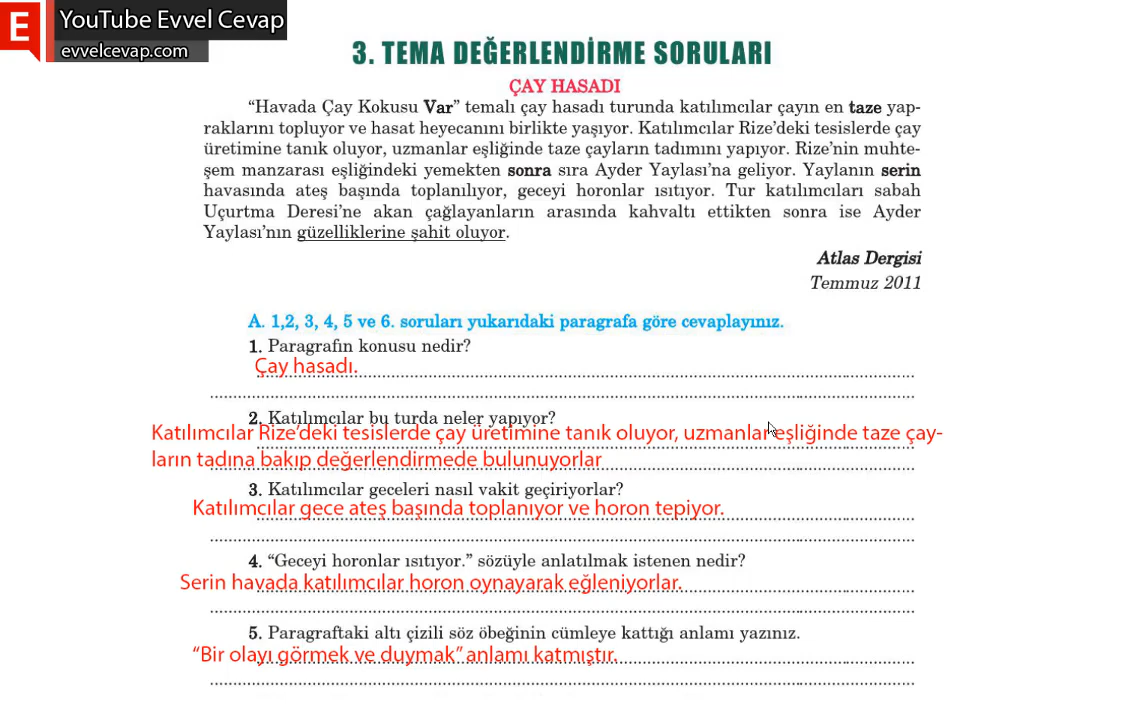 E
YouTube Evvel Cevap
evvelcevap.com
3. TEMA DEĞERLENDİRME SORULARI
ÇAY HASADI
“Havada Çay Kokusu Var” temalı çay hasadı turunda katılımcılar çayın en taze yap-
raklarını topluyor ve hasat heyecanını birlikte yaşıyor. Katılımcılar Rize’deki tesislerde çay
üretimine tanık oluyor, uzmanlar eşliğinde taze çayların tadımını yapıyor. Rize’nin muhte-
şem manzarası eşliğindeki yemekten sonra sıra Ayder Yaylası’na geliyor. Yaylanın serin
havasında ateş başında toplanılıyor, geceyi horonlar ısıtıyor. Tur katılımcıları sabah
Uçurtma Deresi’ne akan çağlayanların arasında kahvaltı ettikten sonra ise Ayder
Yaylası’nın güzelliklerine şahit oluyor.
Atlas Dergisi
Temmuz 2011
A. 1,2, 3, 4, 5 ve 6. soruları yukarıdaki paragrafa göre cevaplayınız.
1. Paragrafın konusu nedir?
Çay hasadı.
2. Katılımcılar bu turda neler yapıyor?
Katılımcılar Rize’deki tesislerde çay üretimine tanık oluyor, uzmanlar eşliğinde taze çay-
ların tadına bakıp değerlendirmede bulunuyorlar
3. Katılımcılar geceleri nasıl vakit geçiriyorlar?
Katılımcılar gece ateş başında toplanıyor ve horon tepiyor.
4. “Geceyi horonlar ısıtıyor.” sözüyle anlatılmak istenen nedir?
Serin havada katılımcılar horon oynayarak eğleniyorlar.
5. Paragraftaki altı çizili söz öbeğinin cümleye kattığı anlamı yazınız.
“Bir olayı görmek ve duymak” anlamı katmıştır.